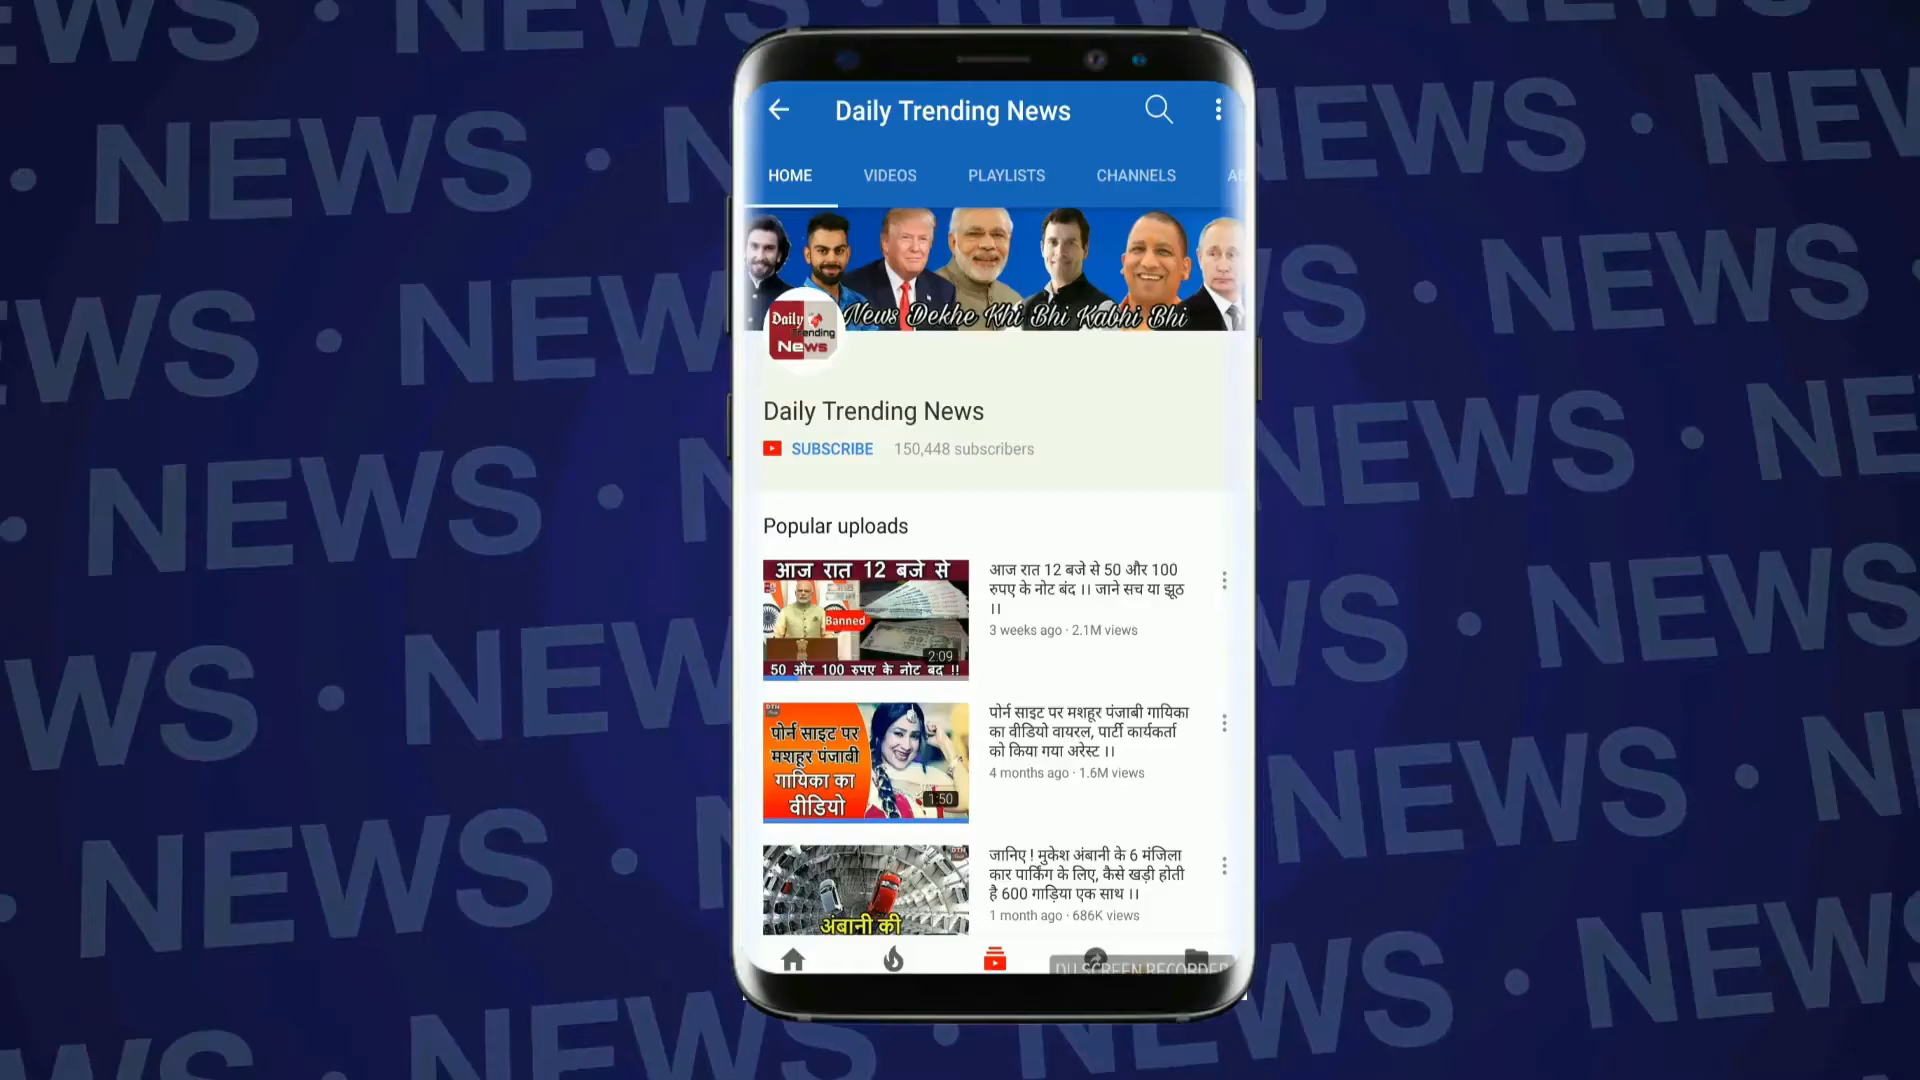 NEWS
Daily Trending News
HOME VIDEOS PLAYLISTS CHANNELS
News Dekhe Khi Bhi Kabhi Bhi
Daily
Trending
News
Daily Trending News
SUBSCRIBE 150,448 subscribers
Popular uploads
आज रात 12 बजे से
Banned
2:09
50 और 100 रुपए के नोट बंद !!
आज रात 12 बजे से 50 और 100
रुपए के नोट बंद ।। जाने सच या झूठ
।।
3 weeks ago · 2.1M views
DTN
पोर्न साइट पर
मशहूर पंजाबी
गायिका का
वीडियो
1:50
पोर्न साइट पर मशहूर पंजाबी गायिका
का वीडियो वायरल, पार्टी कार्यकर्ता
को किया गया अरेस्ट ।।
4 months ago · 1.6M views
DTN
अंबानी की
जानिए ! मुकेश अंबानी के 6 मंजिला
कार पार्किंग के लिए, कैसे खड़ी होती
है 600 गाड़िया एक साथ ।।
1 month ago · 686K views
DU SCREEN RECORDER